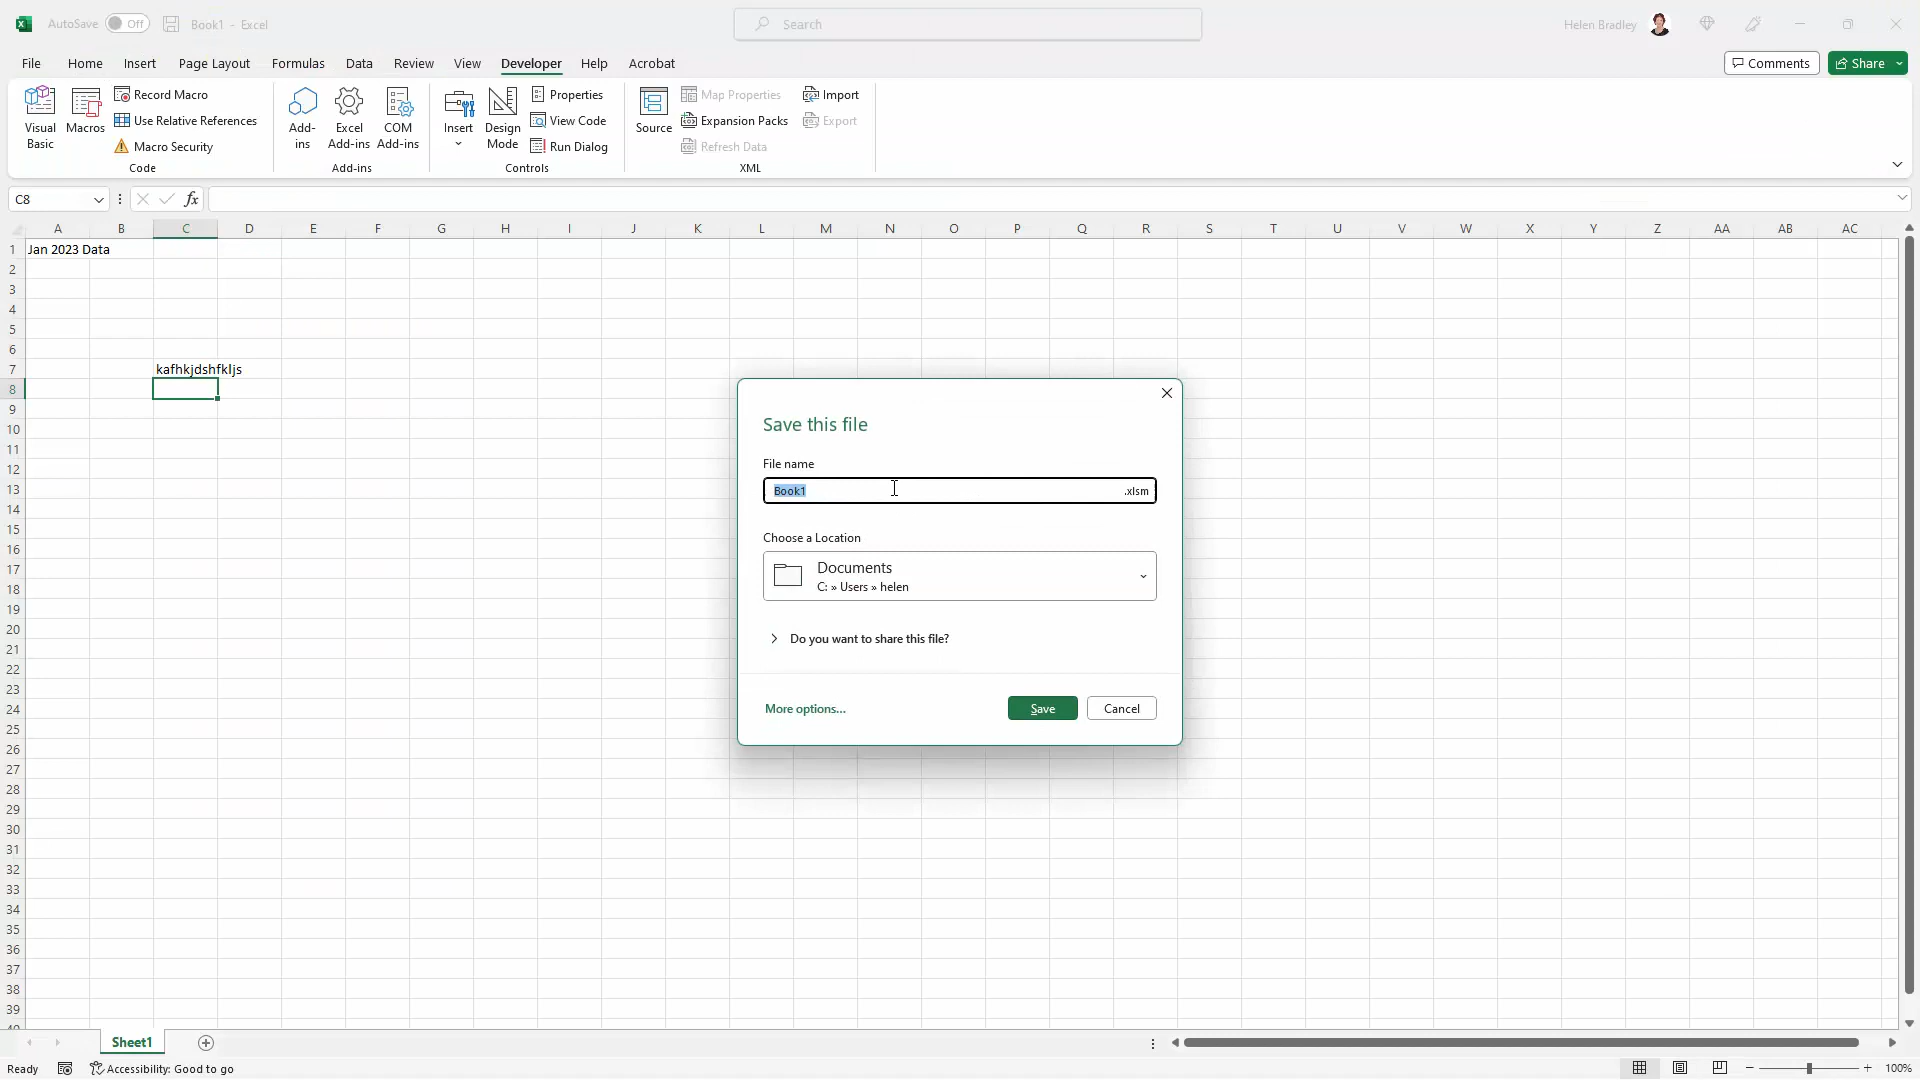 AutoSave Off Book1 - Excel Search Helen Bradley
File Home Insert Page Layout Formulas Data Review View Developer Help Acrobat Comments Share
Visual Basic Macros Record Macro Use Relative References Macro Security Code
Add-ins Excel Add-ins COM Add-ins Add-ins
Insert Design Mode Properties View Code Run Dialog Controls
Source Map Properties Expansion Packs Refresh Data Import Export XML
C8 fx
A B C D E F G H I J K L M N O P Q R S T U V W X Y Z AA AB AC
1 Jan 2023 Data
2
3
4
5
6
7 kafhkjdshfkljs
8
9
10
11
12
13
14
15
16
17
18
19
20
21
22
23
24
25
26
27
28
29
30
31
32
33
34
35
36
37
38
39
Save this file
File name
Book1 .xlsm
Choose a Location
Documents
C: » Users » helen
Do you want to share this file?
More options... Save Cancel
Sheet1
Ready Accessibility: Good to go 100%